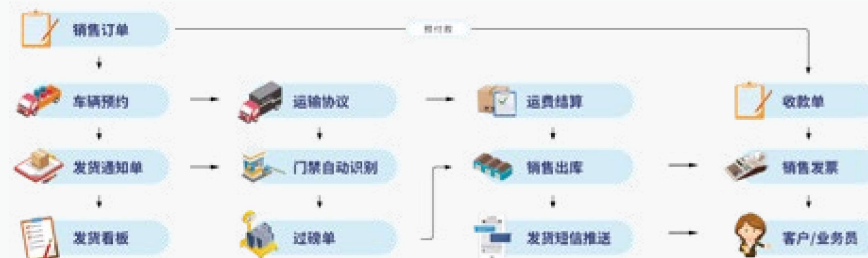 销售订单
预付款
车辆预约
运输协议
运费结算
收款单
发货通知单
门禁自动识别
销售出库
销售发票
发货看板
过磅单
发货短信推送
客户/业务员